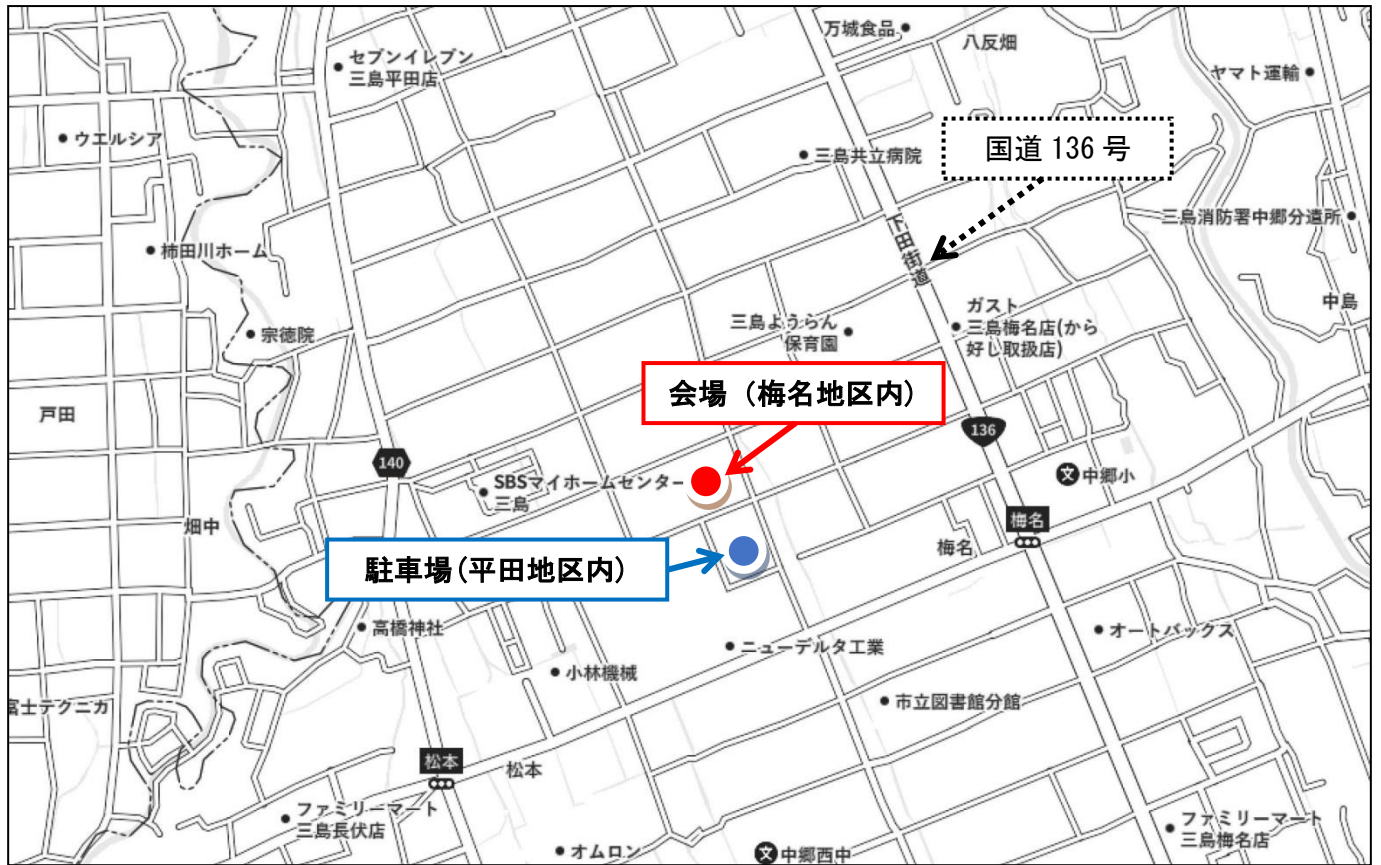 万城食品
八反畑
セブンイレブン
三島平田店
ヤマト運輸
ウエルシア
三島共立病院
国道 136 号
三島消防署中郷分遣所
柿田川ホーム
下田街道
中島
宗徳院
三島ようらん
保育園
ガスト
三島梅名店(から
好し取扱店)
会場（梅名地区内）
戸田
136
140
SBSマイホームセンター
三島
文 中郷小
畑中
梅名
梅名
駐車場(平田地区内)
高橋神社
オートバックス
ニューデルタ工業
小林機械
市立図書館分館
富士テクニカ
松本
松本
ファミリーマート
三島長伏店
ファミリーマート
三島梅名店
オムロン
文 中郷西中